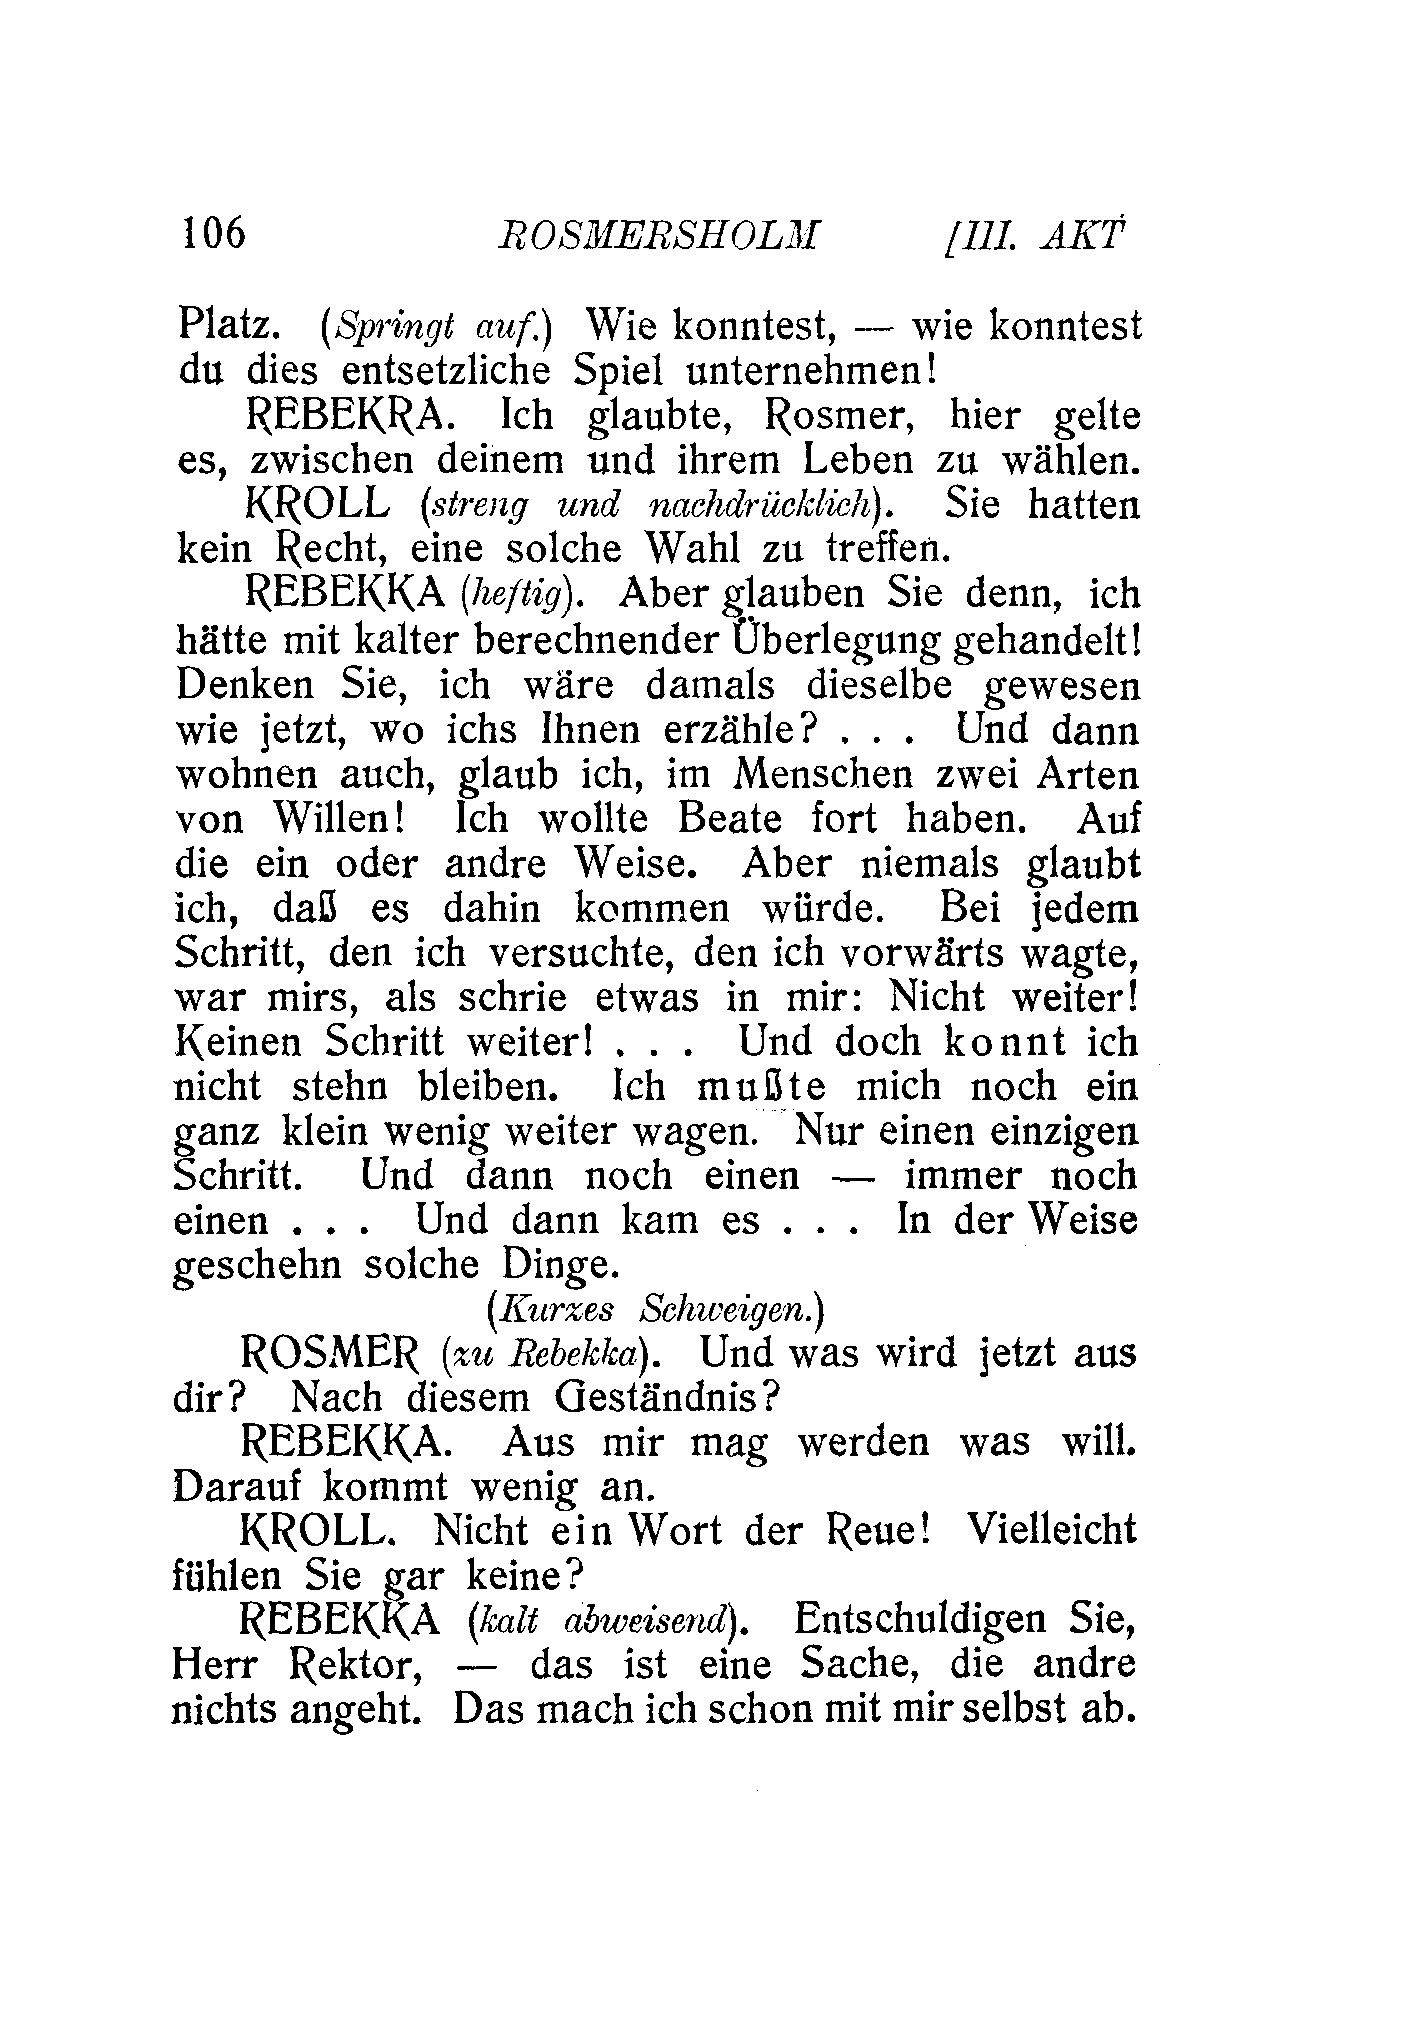 106 ROSMERSHOLM [III. AKT
Platz. (Springt auf.) Wie konntest, — wie konntest
du dies entsetzliche Spiel unternehmen!
REBEKRA. Ich glaubte, Rosmer, hier gelte
es, zwischen deinem und ihrem Leben zu wählen.
KROLL (streng und nachdrücklich). Sie hatten
kein Recht, eine solche Wahl zu treffen.
REBEKKA (heftig). Aber glauben Sie denn, ich
hätte mit kalter berechnender Überlegung gehandelt!
Denken Sie, ich wäre damals dieselbe gewesen
wie jetzt, wo ichs Ihnen erzähle? . . . Und dann
wohnen auch, glaub ich, im Menschen zwei Arten
von Willen! Ich wollte Beate fort haben. Auf
die ein oder andre Weise. Aber niemals glaubt
ich, daß es dahin kommen würde. Bei jedem
Schritt, den ich versuchte, den ich vorwärts wagte,
war mirs, als schrie etwas in mir: Nicht weiter!
Keinen Schritt weiter! . . . Und doch konnt ich
nicht stehn bleiben. Ich mußte mich noch ein
ganz klein wenig weiter wagen. Nur einen einzigen
Schritt. Und dann noch einen — immer noch
einen . . . Und dann kam es . . . In der Weise
geschehn solche Dinge.
(Kurzes Schweigen.)
ROSMER (zu Rebekka). Und was wird jetzt aus
dir? Nach diesem Geständnis?
REBEKKA. Aus mir mag werden was will.
Darauf kommt wenig an.
KROLL. Nicht ein Wort der Reue! Vielleicht
fühlen Sie gar keine?
REBEKKA (kalt abweisend). Entschuldigen Sie,
Herr Rektor, — das ist eine Sache, die andre
nichts angeht. Das mach ich schon mit mir selbst ab.